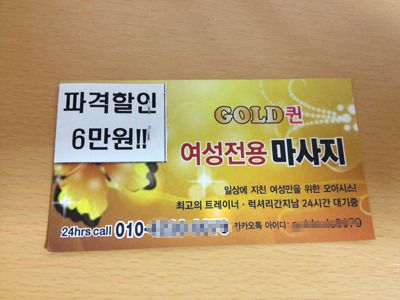 파격할인
6만원!!
GOLD퀸
여성전용 마사지
일상에 지친 여성만을 위한 오아시스!
최고의 트레이너 · 럭셔리간지남 24시간 대기중
24hrs call 010- 카카오톡 아이디: